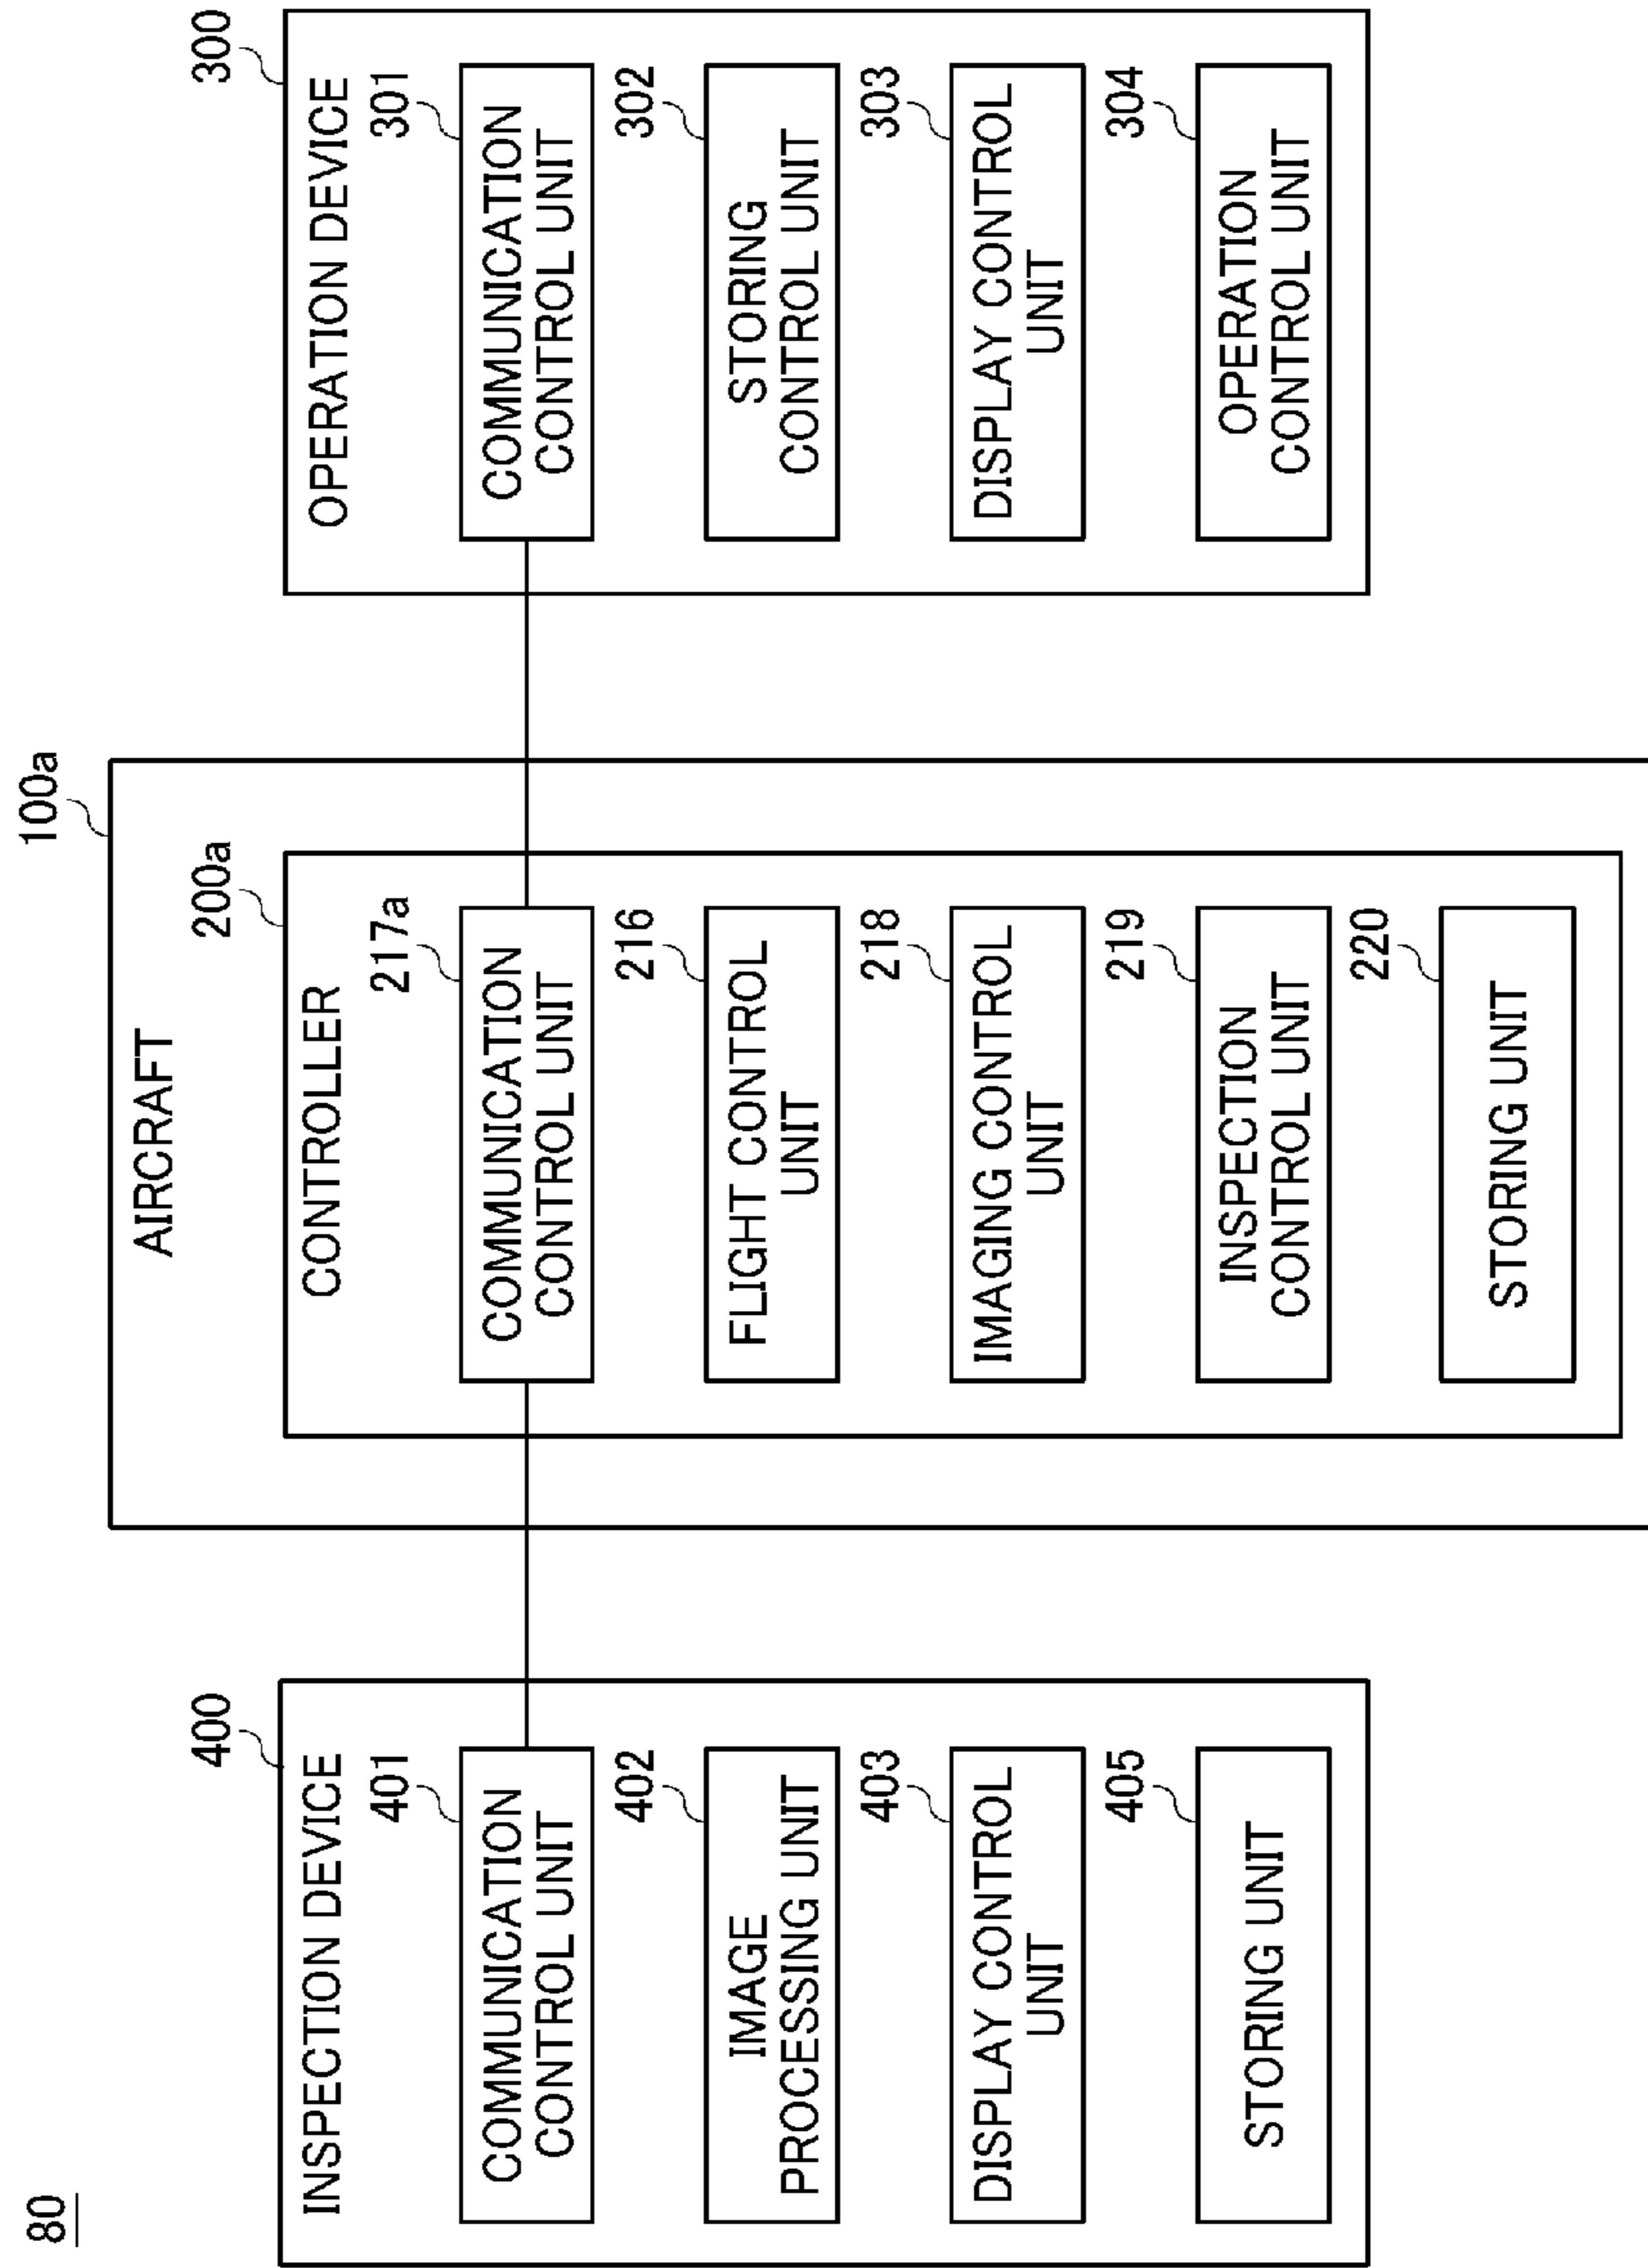 80
INSPECTION DEVICE
400
COMMUNICATION
CONTROL UNIT
401
IMAGE
PROCESSING UNIT
402
DISPLAY CONTROL
UNIT
403
STORING UNIT
405
AIRCRAFT
100a
CONTROLLER
200a
COMMUNICATION
CONTROL UNIT
217a
FLIGHT CONTROL
UNIT
216
IMAGING CONTROL
UNIT
218
INSPECTION
CONTROL UNIT
219
STORING UNIT
220
OPERATION DEVICE
300
COMMUNICATION
CONTROL UNIT
301
STORING
CONTROL UNIT
302
DISPLAY CONTROL
UNIT
303
OPERATION
CONTROL UNIT
304